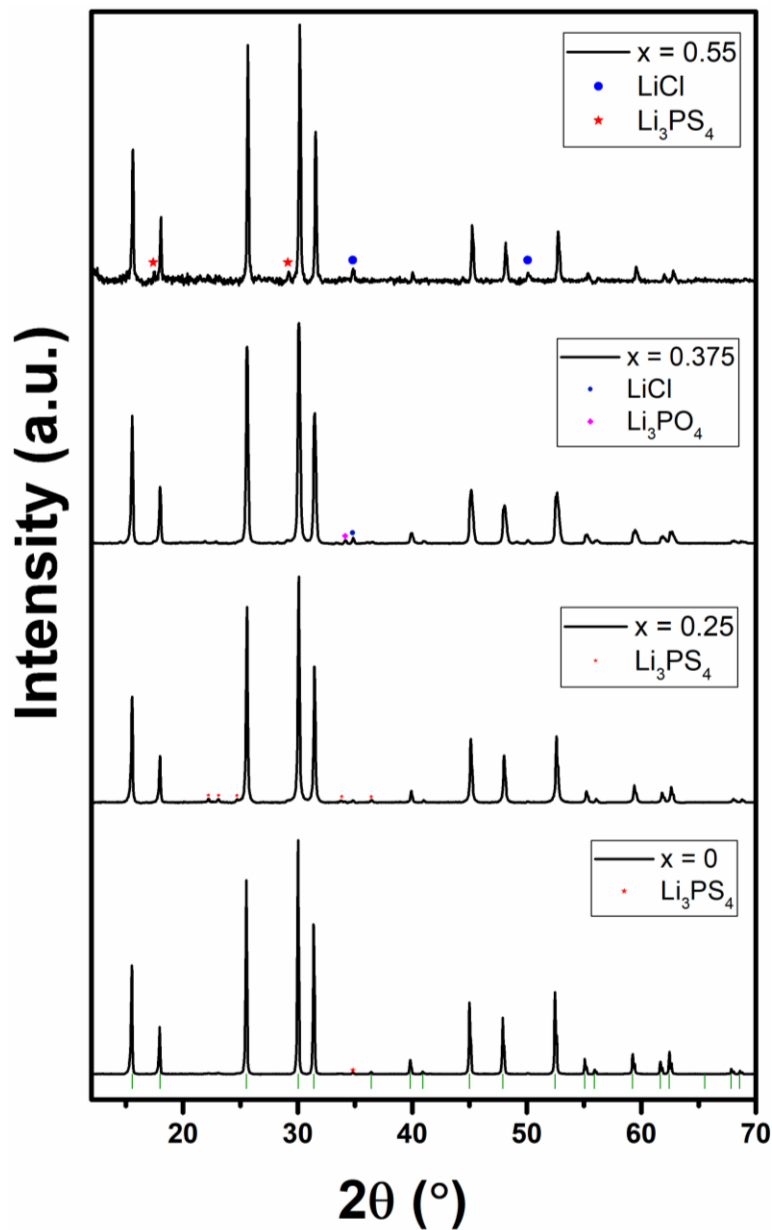 x = 0.55
LiCl
Li₃PS₄
x = 0.375
LiCl
Li₃PO₄
x = 0.25
Li₃PS₄
x = 0
Li₃PS₄
Intensity (a.u.)
20 30 40 50 60 70
2θ (°)